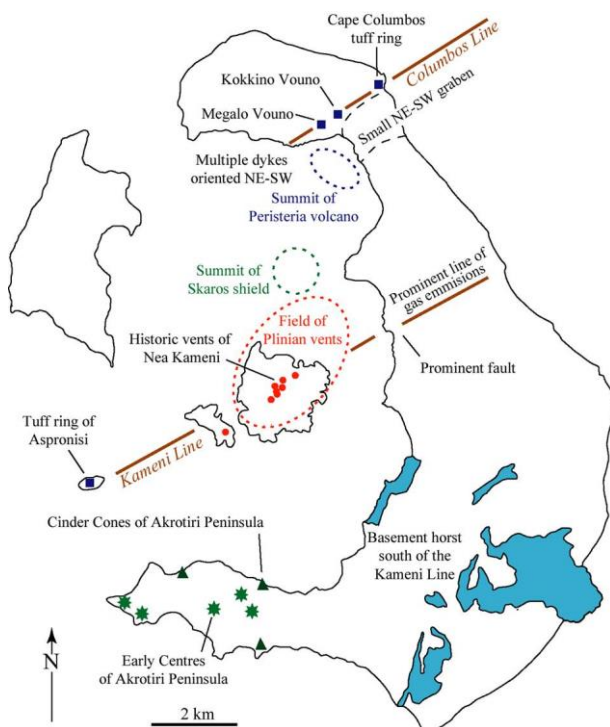 Cape Columbos
tuff ring
Columbos Line
Kokkino Vouno
Megalo Vouno
Small NE-SW graben
Multiple dykes
oriented NE-SW
Summit of
Peristeria volcano
Summit of
Skaros shield
Prominent line of
gas emmisions
Field of
Plinian vents
Historic vents of
Nea Kameni
Prominent fault
Tuff ring of
Aspronisi
Kameni Line
Cinder Cones of Akrotiri Peninsula
Basement horst
south of the
Kameni Line
Early Centres
of Akrotiri Peninsula
N
2 km